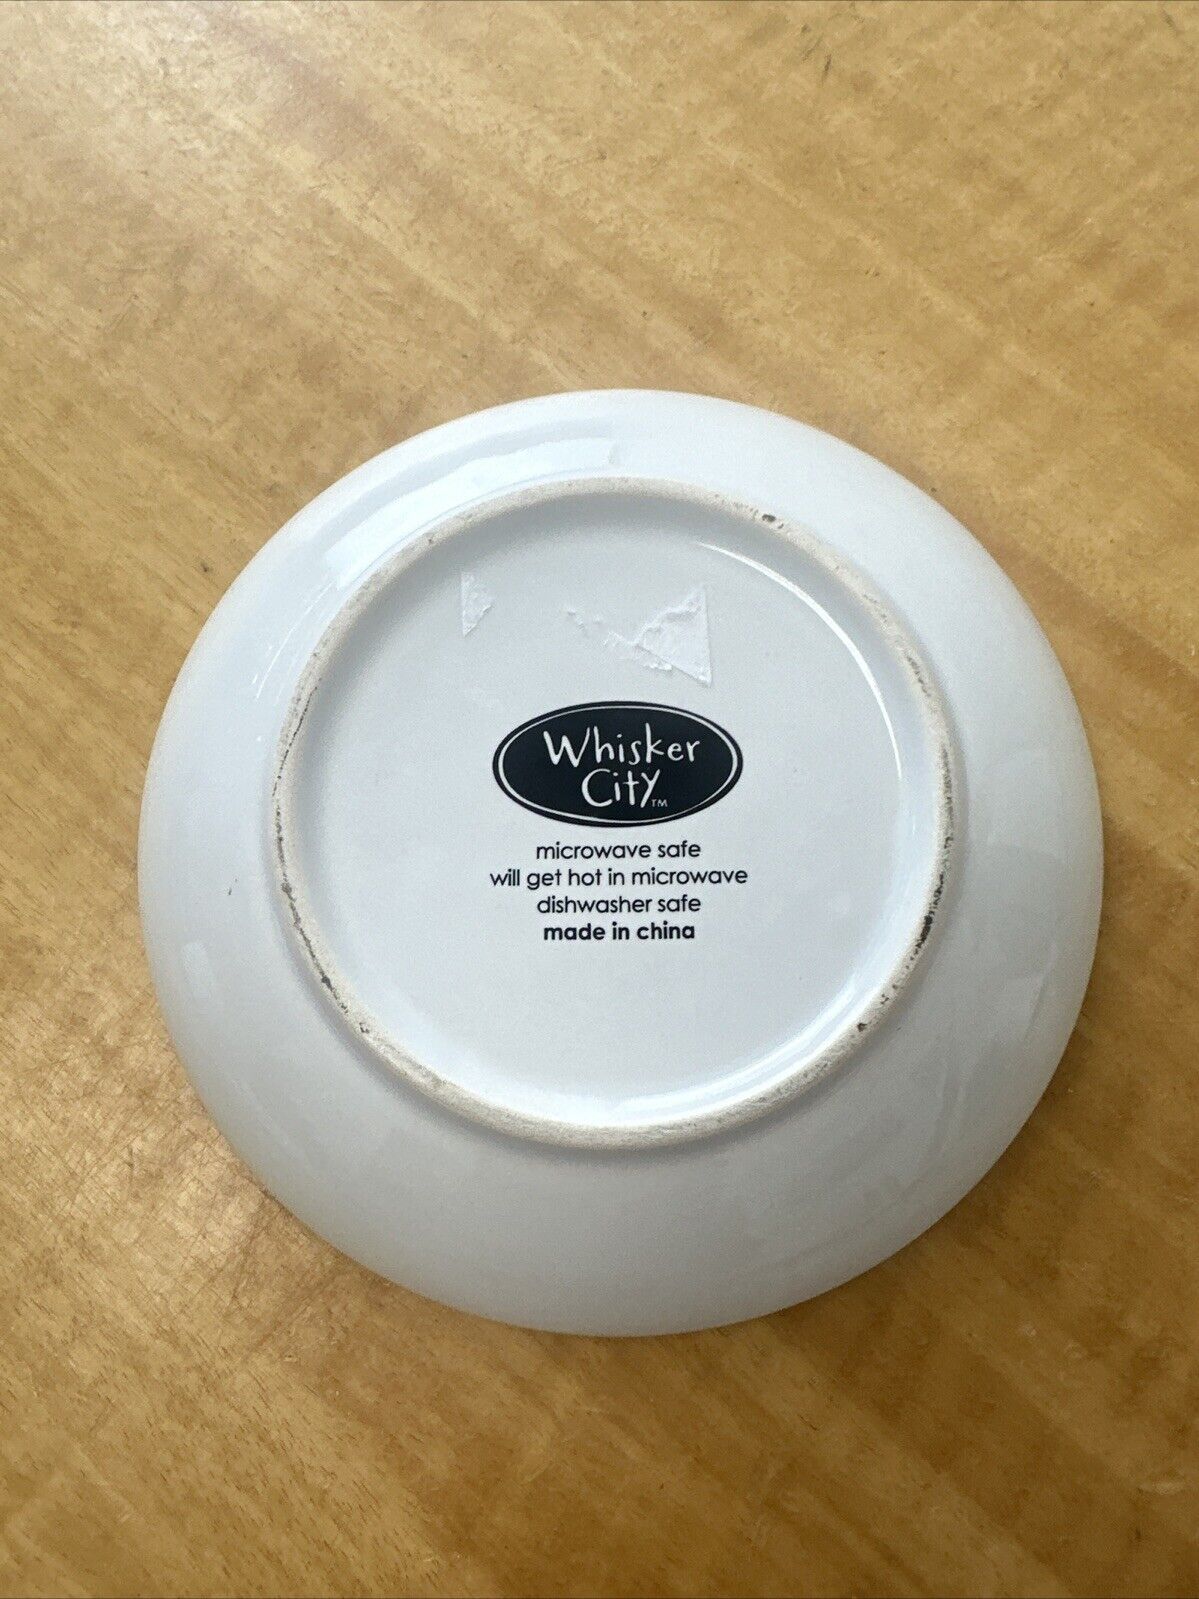 Whisker
City™
microwave safe
will get hot in microwave
dishwasher safe
made in china